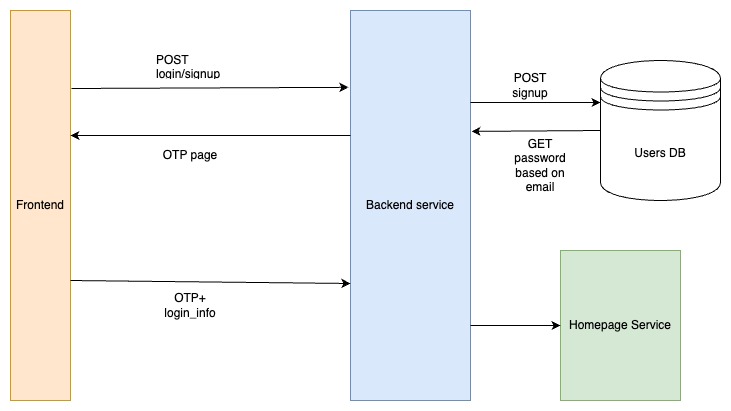 POST
login/signup
POST
signup
OTP page
GET
password
based on
email
Users DB
Frontend
Backend service
OTP+
login_info
Homepage Service